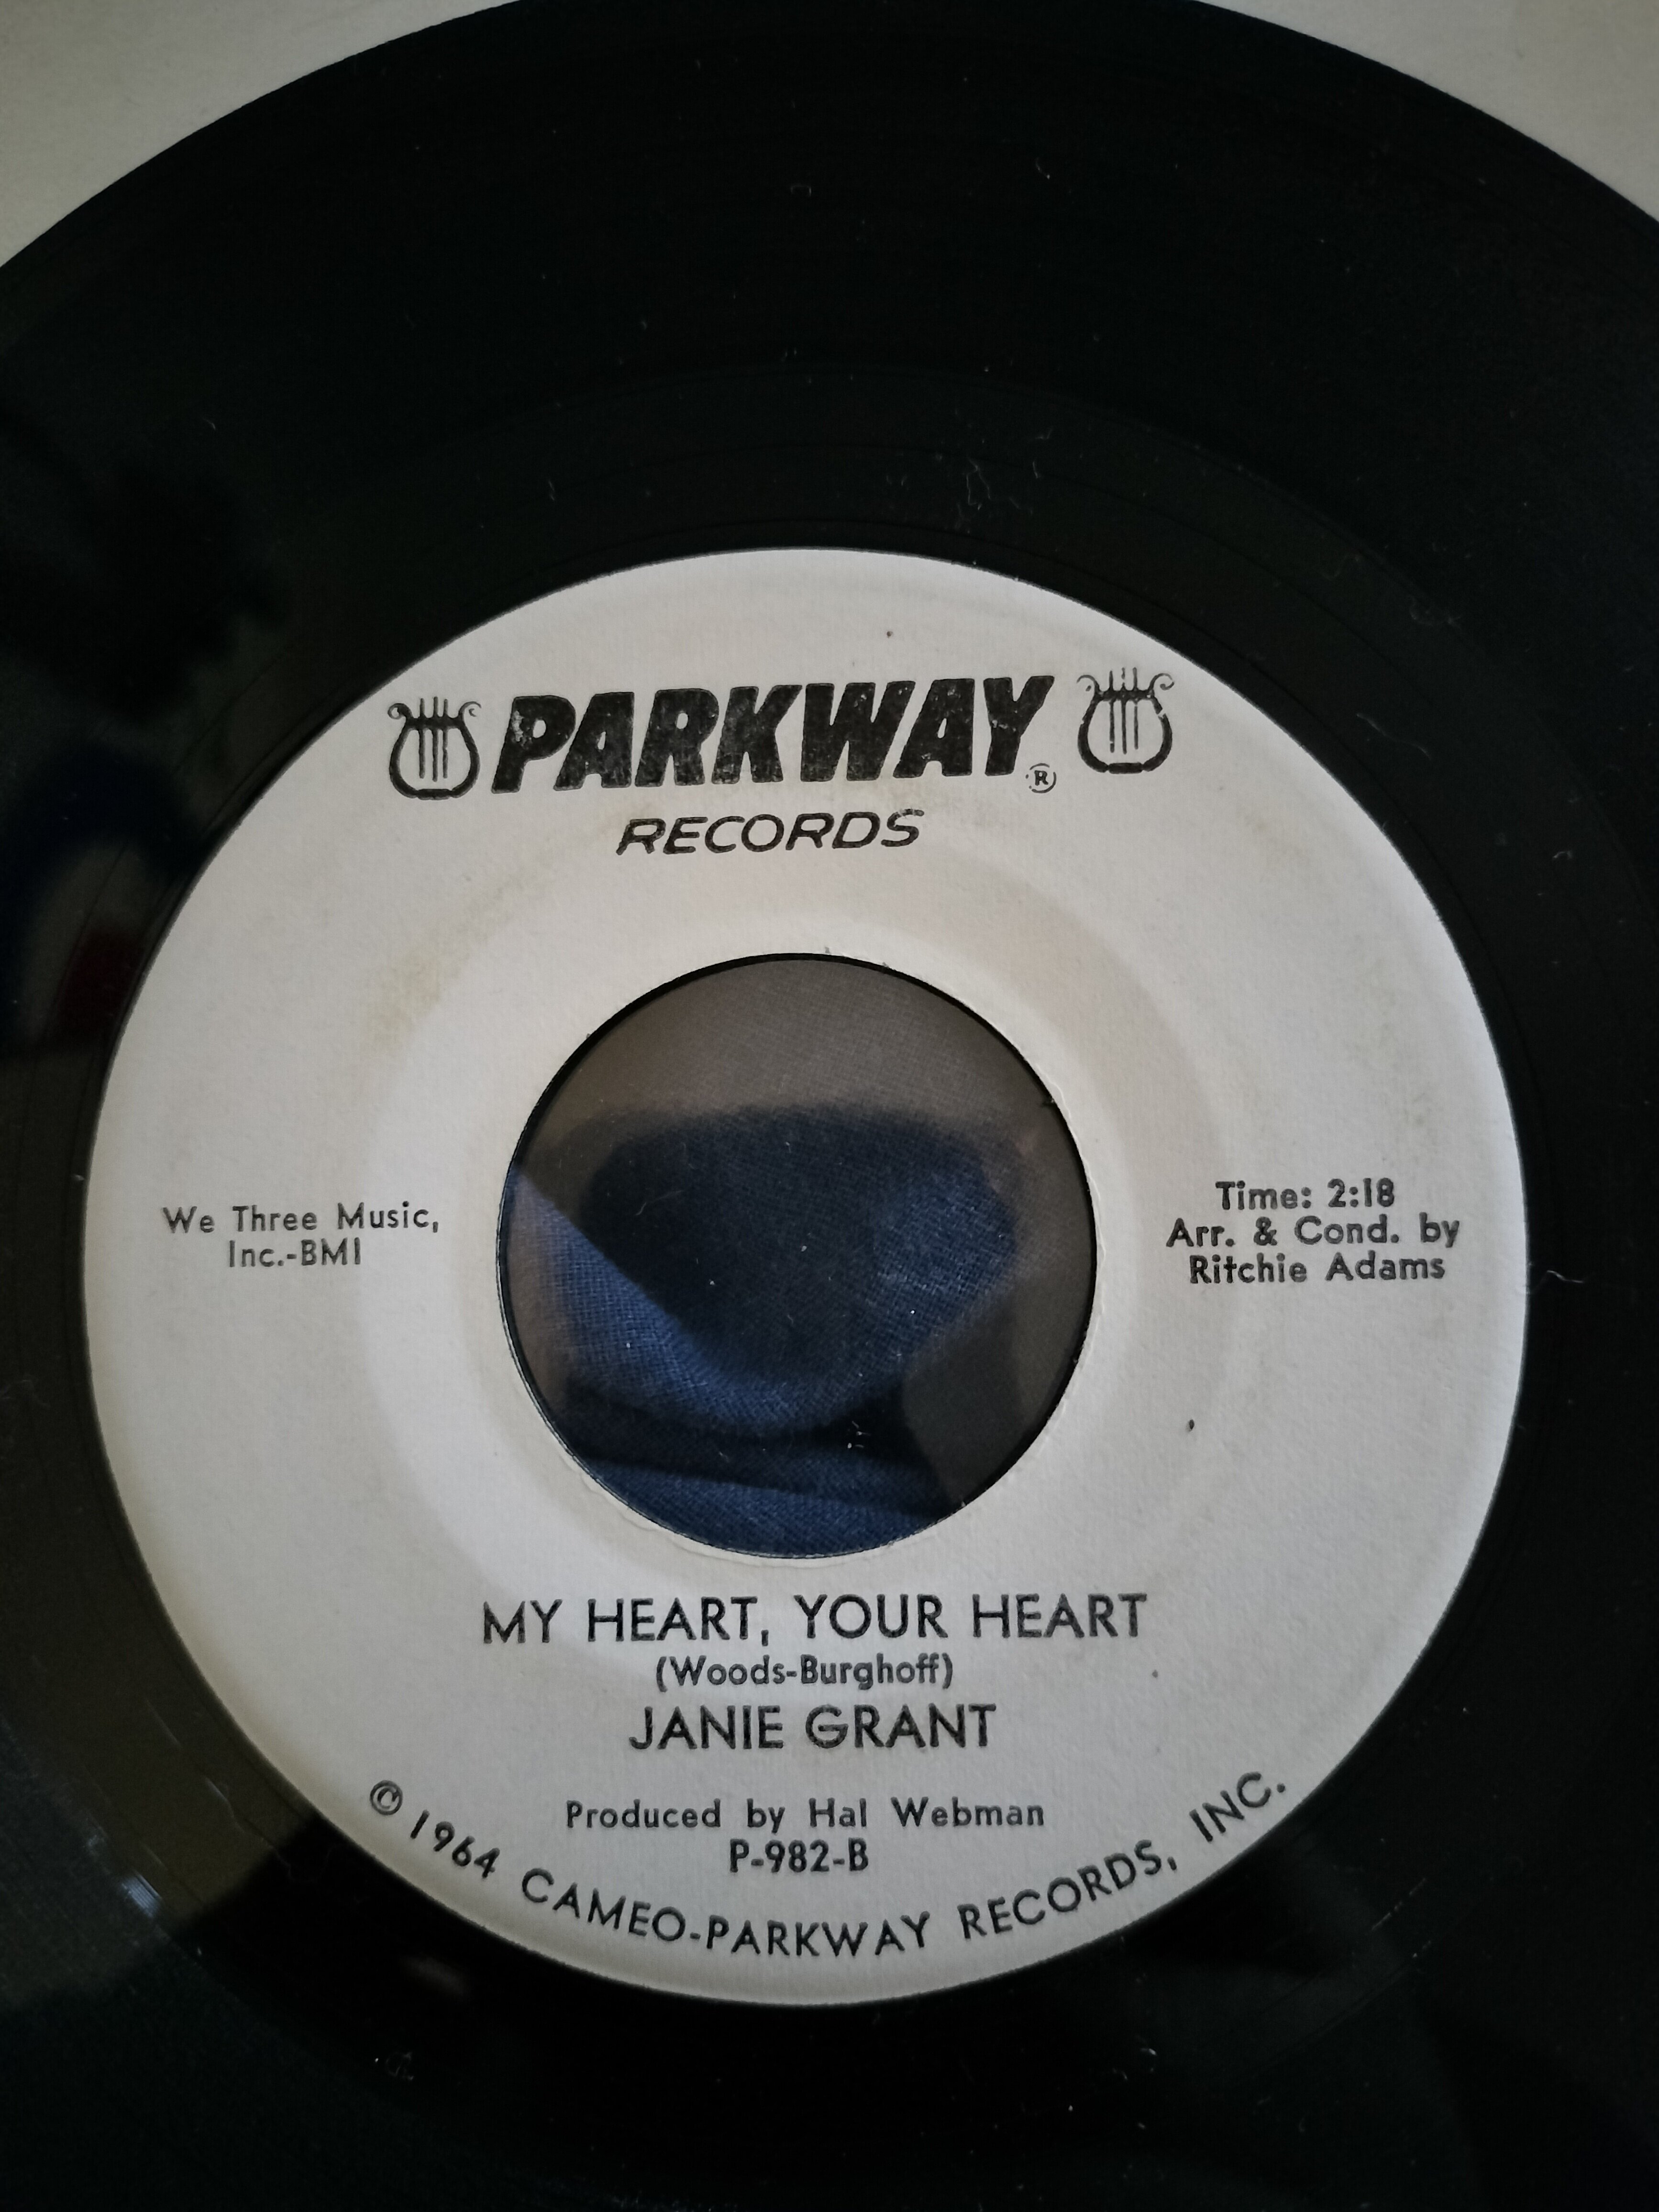 PARKWAY®
RECORDS
We Three Music,
Inc.-BMI
Time: 2:18
Arr. & Cond. by
Ritchie Adams
MY HEART, YOUR HEART
(Woods-Burghoff)
JANIE GRANT
Produced by Hal Webman
P-982-B
© 1964 CAMEO-PARKWAY RECORDS, INC.